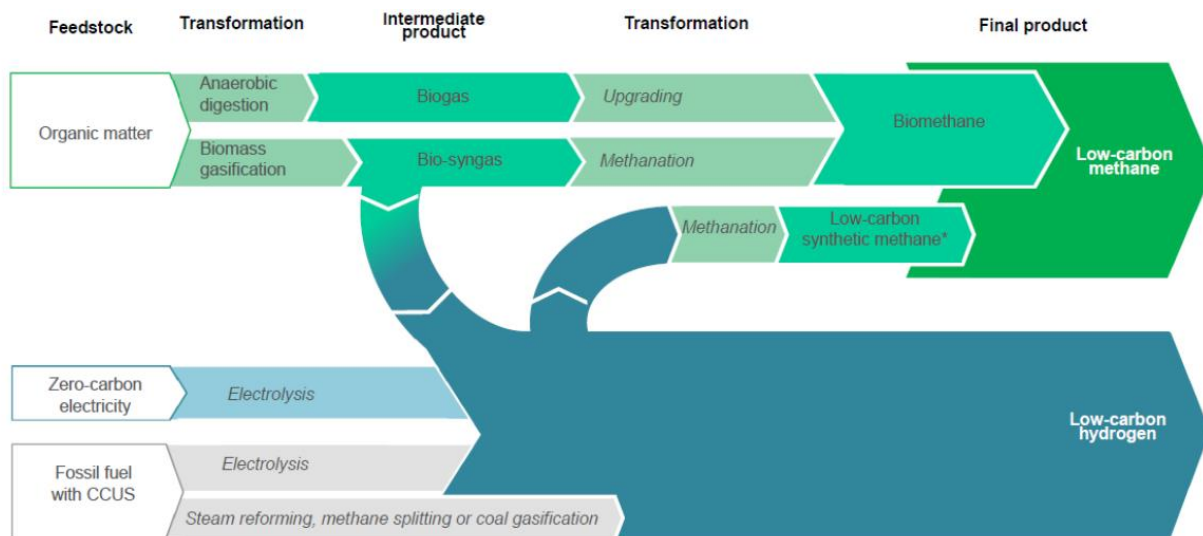 Feedstock
Transformation
Intermediate
product
Transformation
Final product
Organic matter
Anaerobic
digestion
Biogas
Upgrading
Biomethane
Biomass
gasification
Bio-syngas
Methanation
Low-carbon
methane
Methanation
Low-carbon
synthetic methane*
Zero-carbon
electricity
Electrolysis
Low-carbon
hydrogen
Fossil fuel
with CCUS
Electrolysis
Steam reforming, methane splitting or coal gasification